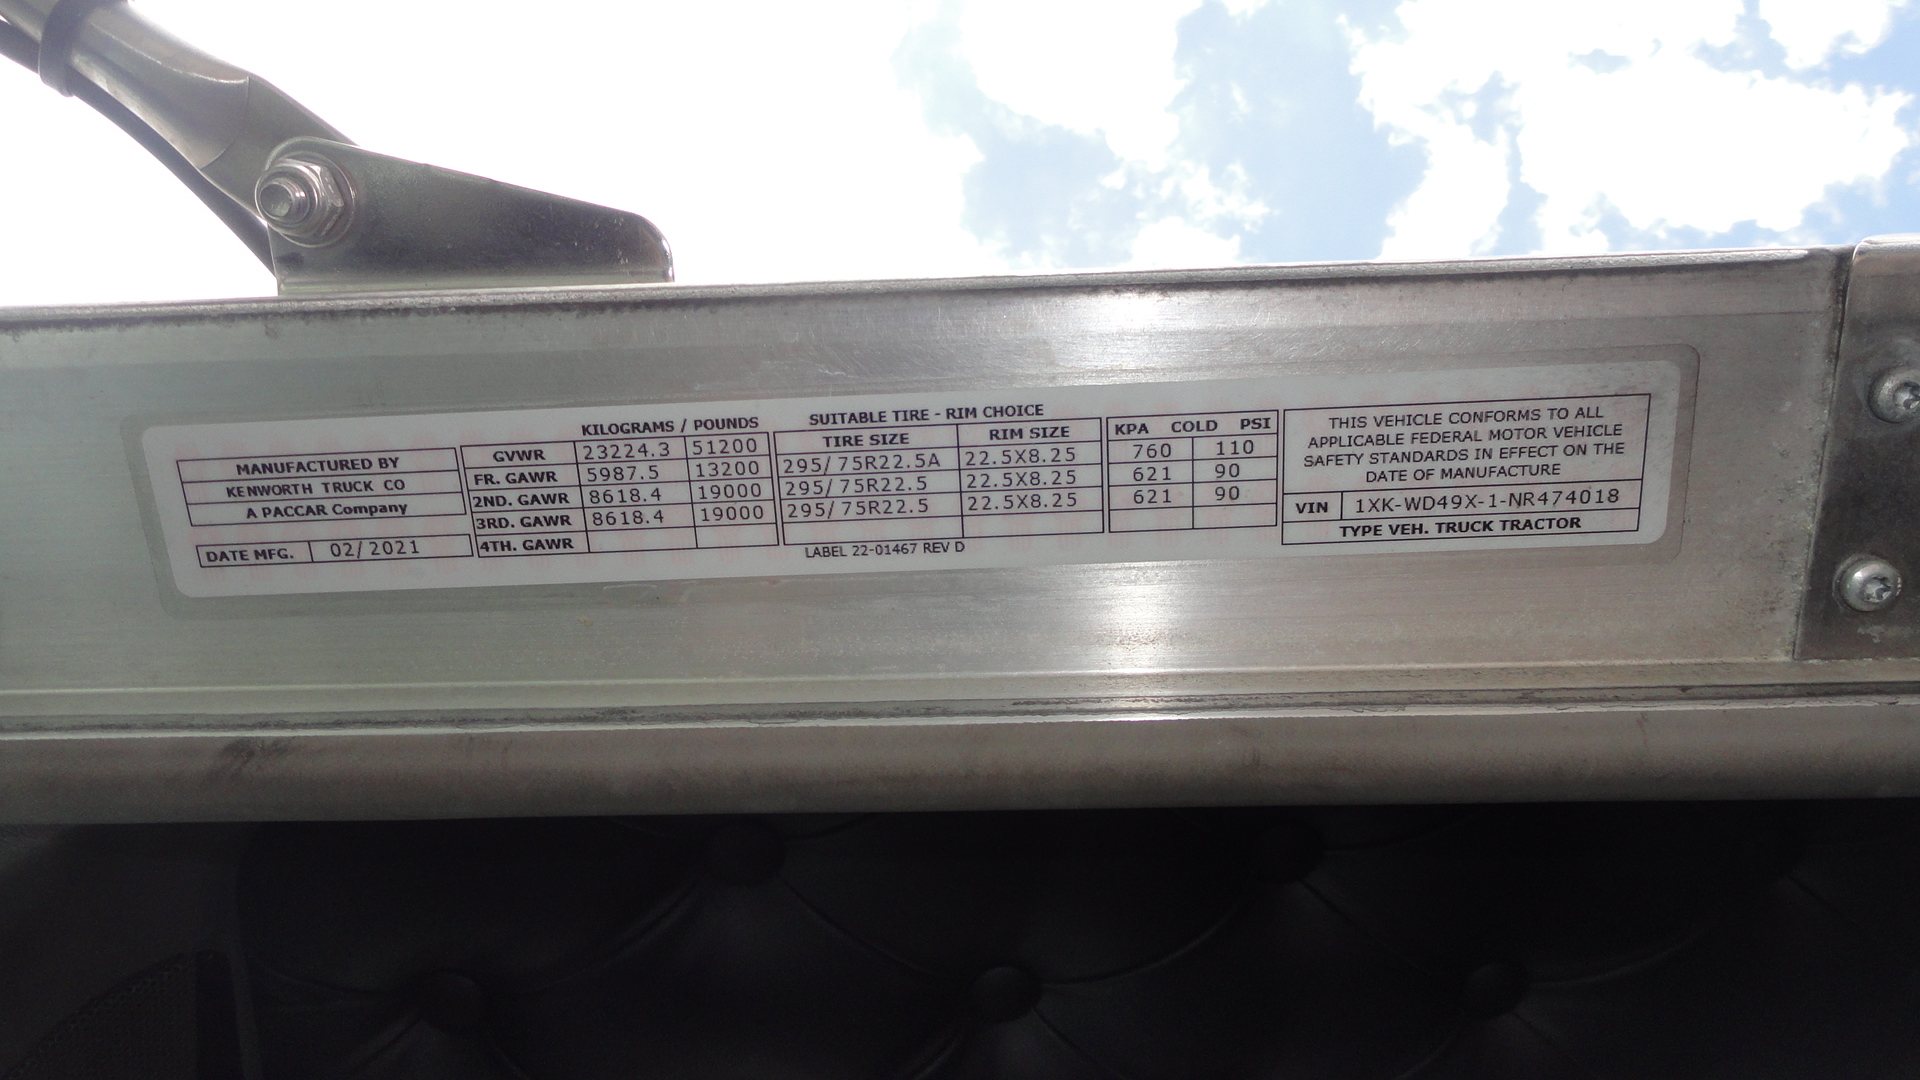 KILOGRAMS / POUNDS SUITABLE TIRE - RIM CHOICE
MANUFACTURED BY
KENWORTH TRUCK CO
A PACCAR Company
DATE MFG. 02/2021
GVWR 23224.3 51200
FR. GAWR 5987.5 13200
2ND. GAWR 8618.4 19000
3RD. GAWR 8618.4 19000
4TH. GAWR
TIRE SIZE RIM SIZE
295/75R22.5A 22.5X8.25
295/75R22.5 22.5X8.25
295/75R22.5 22.5X8.25
LABEL 22-01467 REV D
KPA COLD PSI
760 110
621 90
621 90
THIS VEHICLE CONFORMS TO ALL
APPLICABLE FEDERAL MOTOR VEHICLE
SAFETY STANDARDS IN EFFECT ON THE
DATE OF MANUFACTURE
VIN 1XK-WD49X-1-NR474018
TYPE VEH. TRUCK TRACTOR